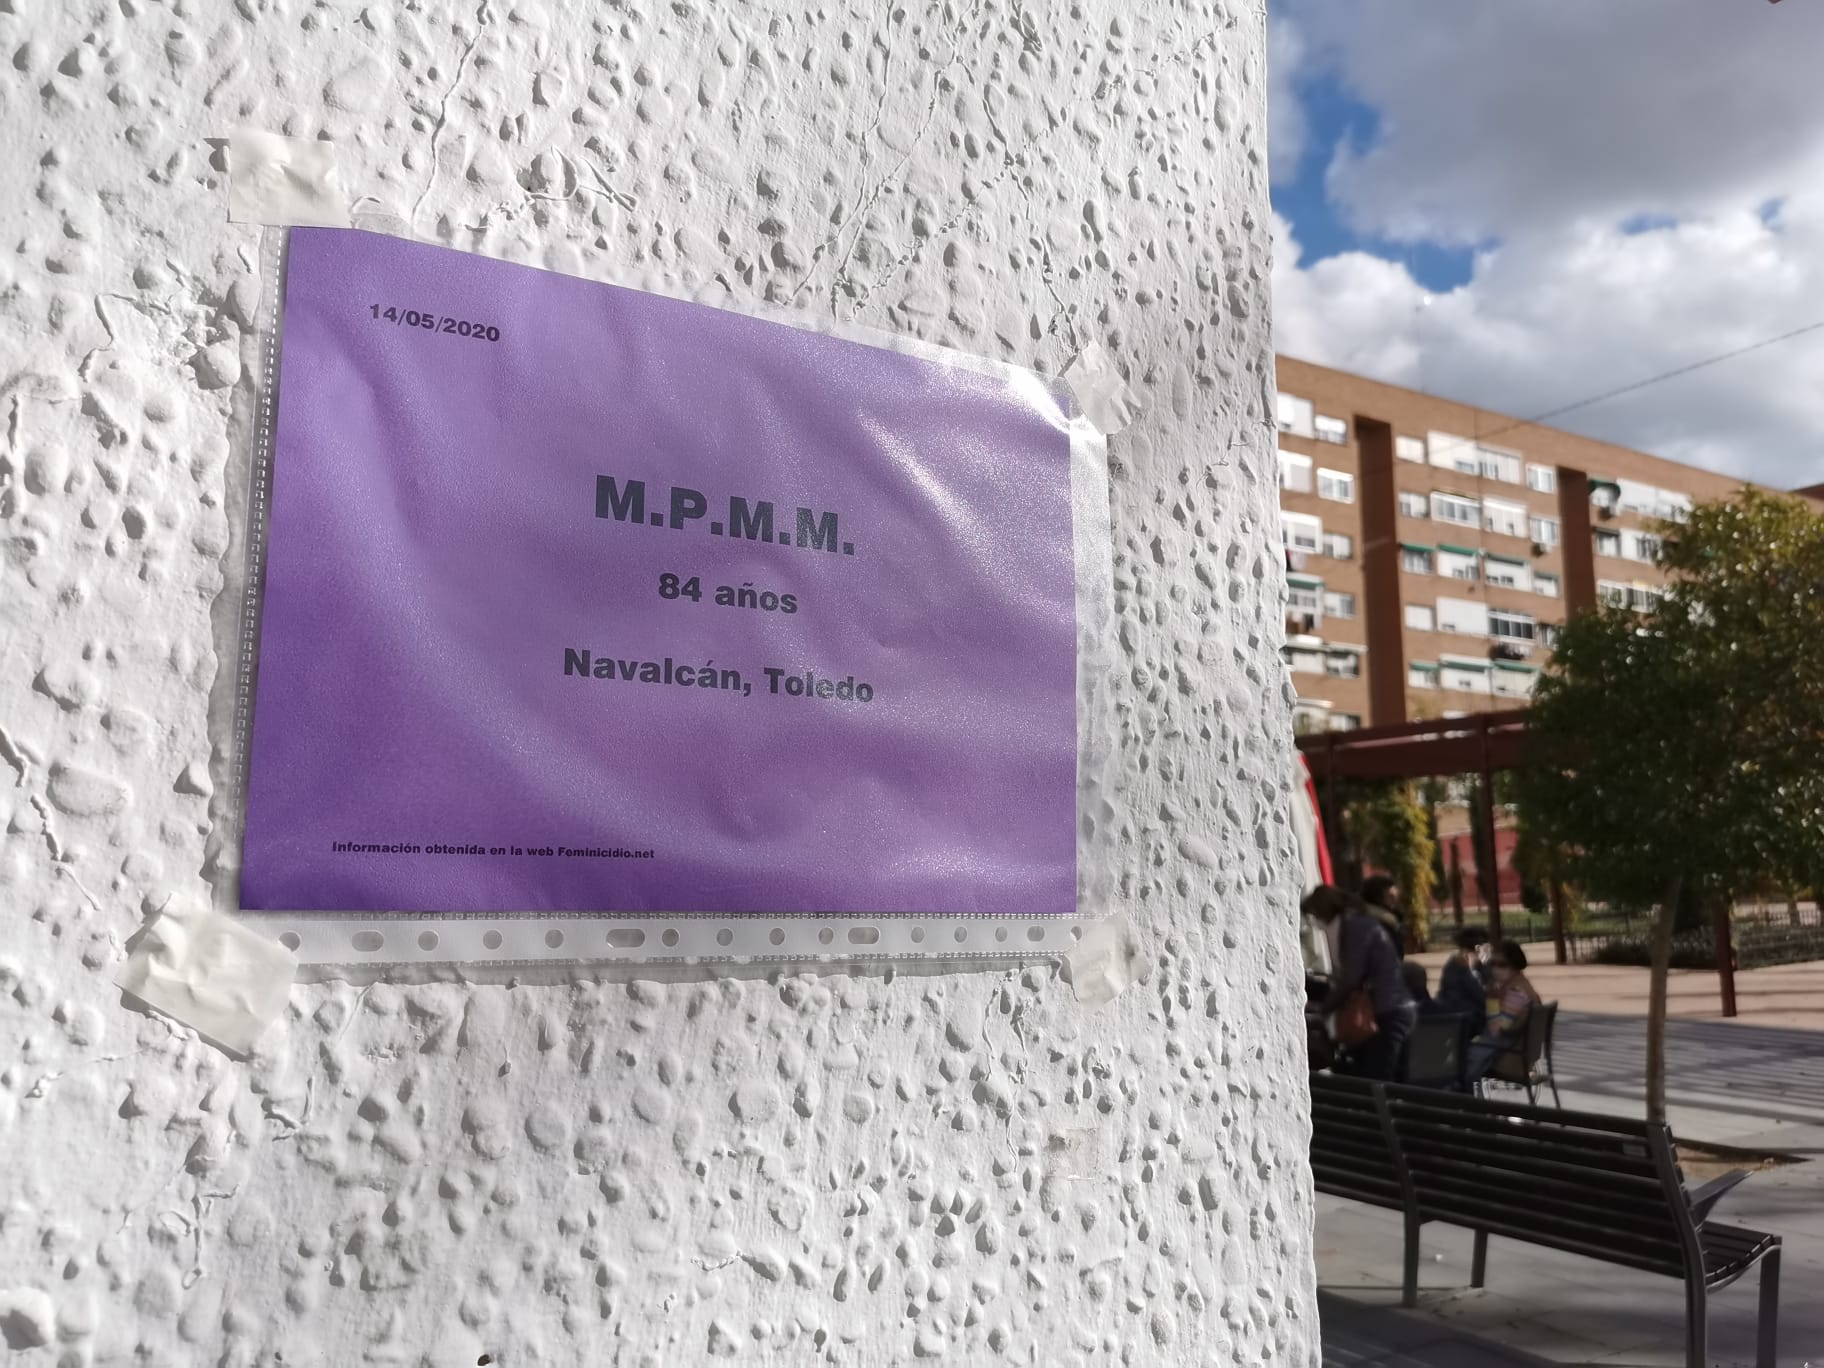 14/05/2020
M.P.M.M.
84 años
Navalcán, Toledo
Información obtenida en la web Feminicidio.net